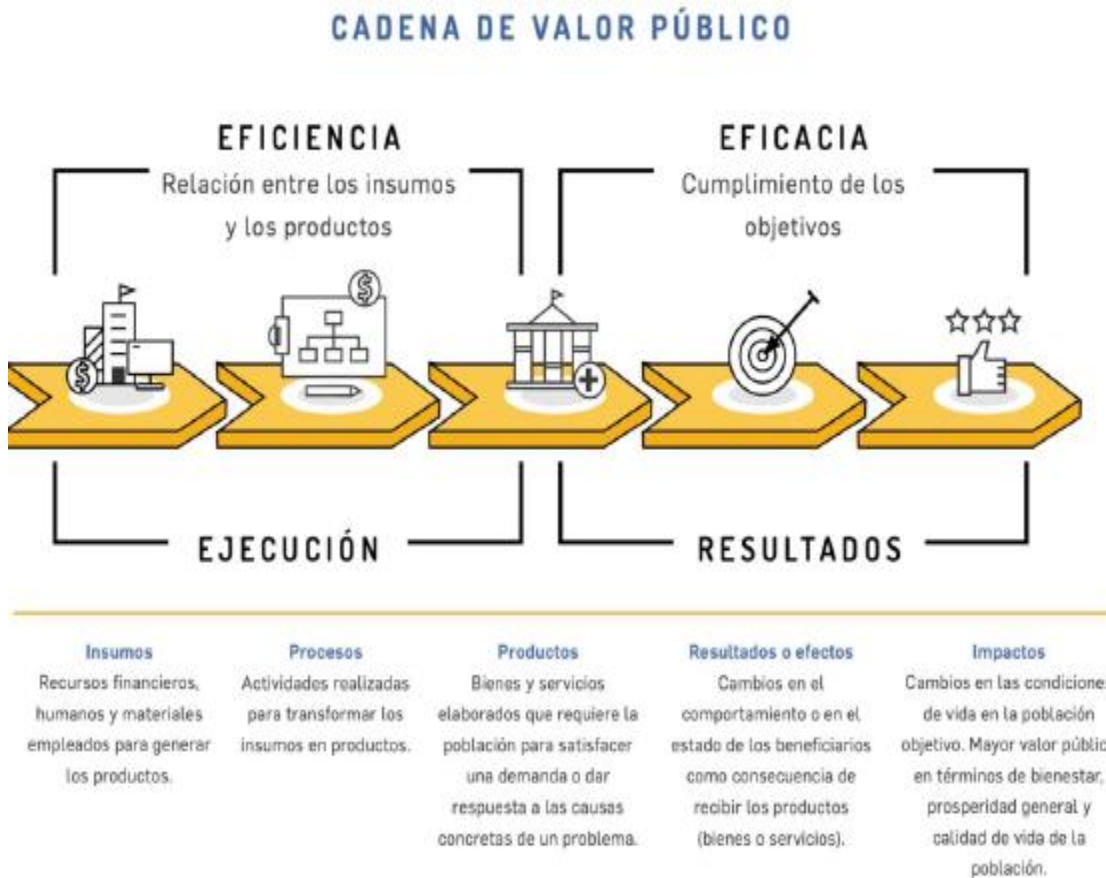 CADENA DE VALOR PÚBLICO
EFICIENCIA
Relación entre los insumos
y los productos
EFICACIA
Cumplimiento de los
objetivos
$
$
EJECUCIÓN
RESULTADOS
Insumos
Recursos financieros,
humanos y materiales
empleados para generar
los productos.
Procesos
Actividades realizadas
para transformar los
insumos en productos.
Productos
Bienes y servicios
elaborados que requiere la
población para satisfacer
una demanda o dar
respuesta a las causas
concretas de un problema.
Resultados o efectos
Cambios en el
comportamiento o en el
estado de los beneficiarios
como consecuencia de
recibir los productos
(bienes o servicios).
Impactos
Cambios en las condicione
de vida en la población
objetivo. Mayor valor públic
en términos de bienestar,
prosperidad general y
calidad de vida de la
población.